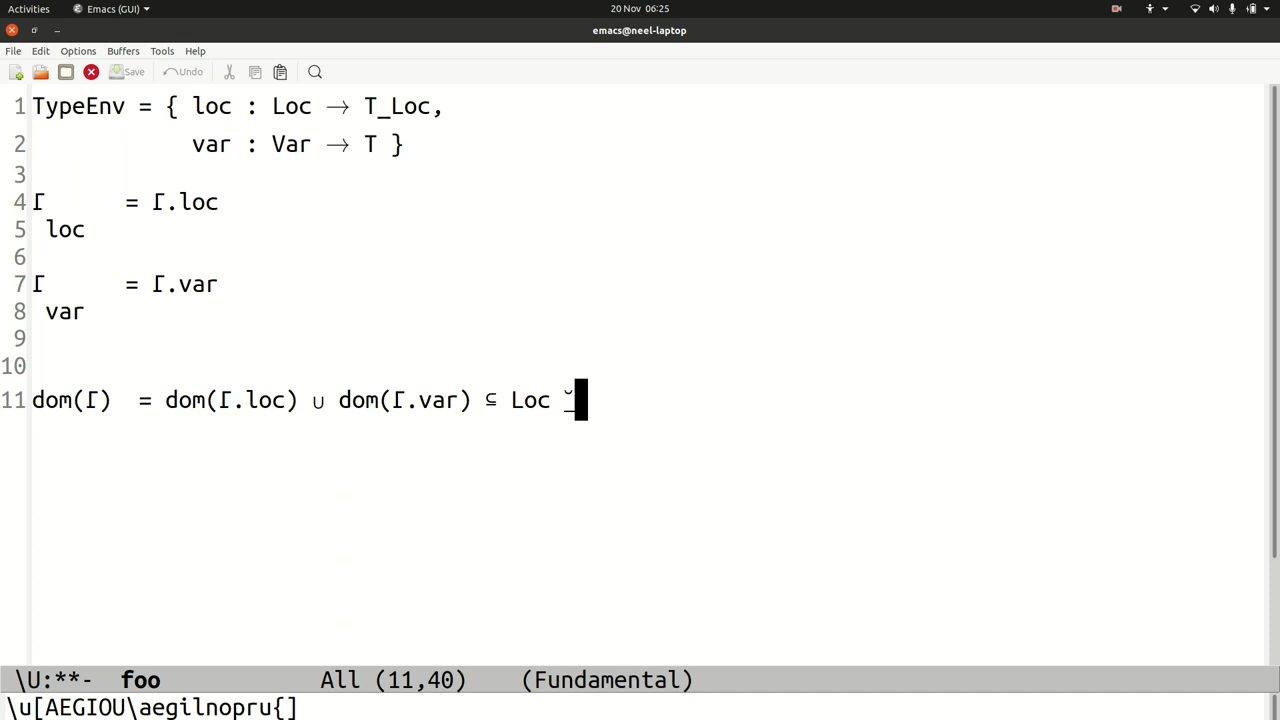 Activities Emacs (GUI) 20 Nov 06:25
emacs@neel-laptop
File Edit Options Buffers Tools Help
Save Undo
1 TypeEnv = { loc : Loc → T_Loc,
2 var : Var → T }
3
4 Γ = Γ.loc
5 loc
6
7 Γ = Γ.var
8 var
9
10
11 dom(Γ) = dom(Γ.loc) ∪ dom(Γ.var) ⊆ Loc ˘
\U:**- foo All (11,40) (Fundamental)
\u[AEGIOU\aegilnopru{]